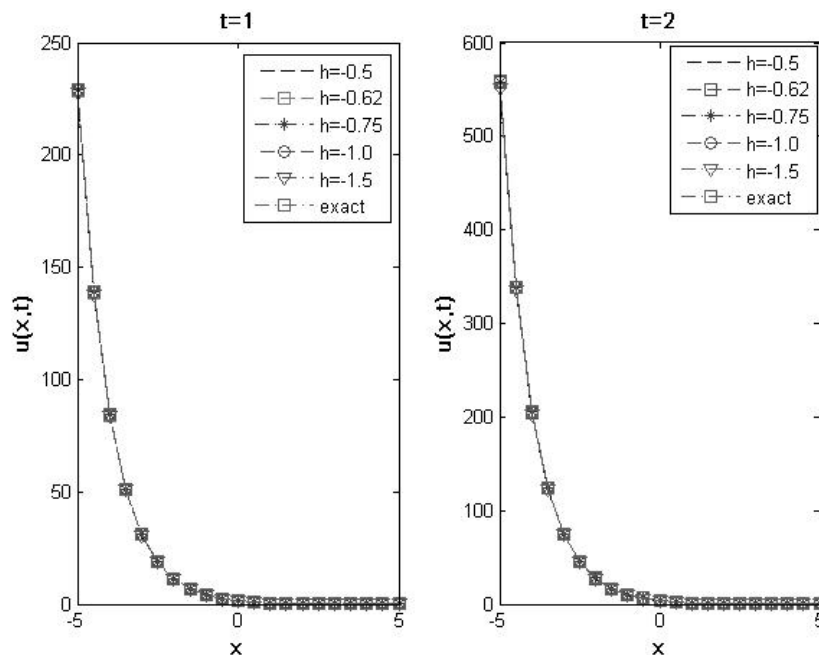 t=1
250
200
150
100
50
0
-5
0
5
x
u(x,t)
h=-0.5
h=-0.62
h=-0.75
h=-1.0
h=-1.5
exact
t=2
600
500
400
300
200
100
0
-5
0
5
x
u(x,t)
h=-0.5
h=-0.62
h=-0.75
h=-1.0
h=-1.5
exact